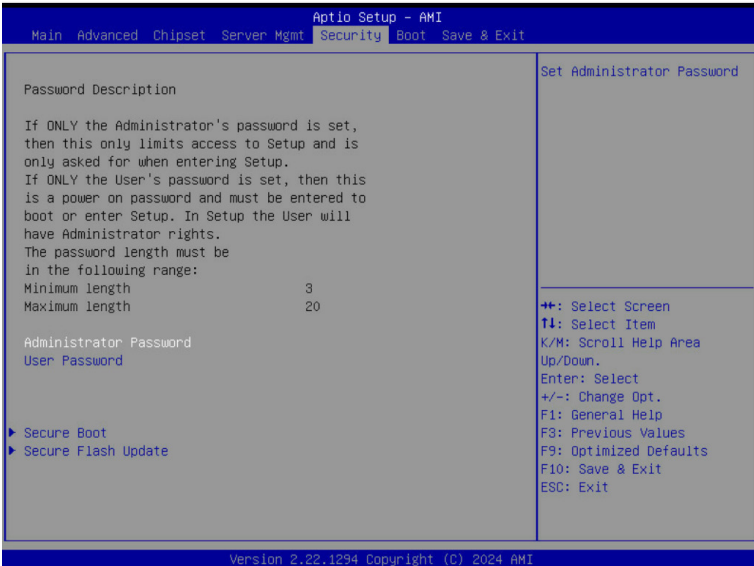 Aptio Setup – AMI
Main Advanced Chipset Server Mgmt Security Boot Save & Exit
Password Description
If ONLY the Administrator's password is set,
then this only limits access to Setup and is
only asked for when entering Setup.
If ONLY the User's password is set, then this
is a power on password and must be entered to
boot or enter Setup. In Setup the User will
have Administrator rights.
The password length must be
in the following range:
Minimum length 3
Maximum length 20
Administrator Password
User Password
▶ Secure Boot
▶ Secure Flash Update
Set Administrator Password
→←: Select Screen
↑↓: Select Item
K/M: Scroll Help Area
Up/Down.
Enter: Select
+/-: Change Opt.
F1: General Help
F3: Previous Values
F9: Optimized Defaults
F10: Save & Exit
ESC: Exit
Version 2.22.1294 Copyright (C) 2024 AMI